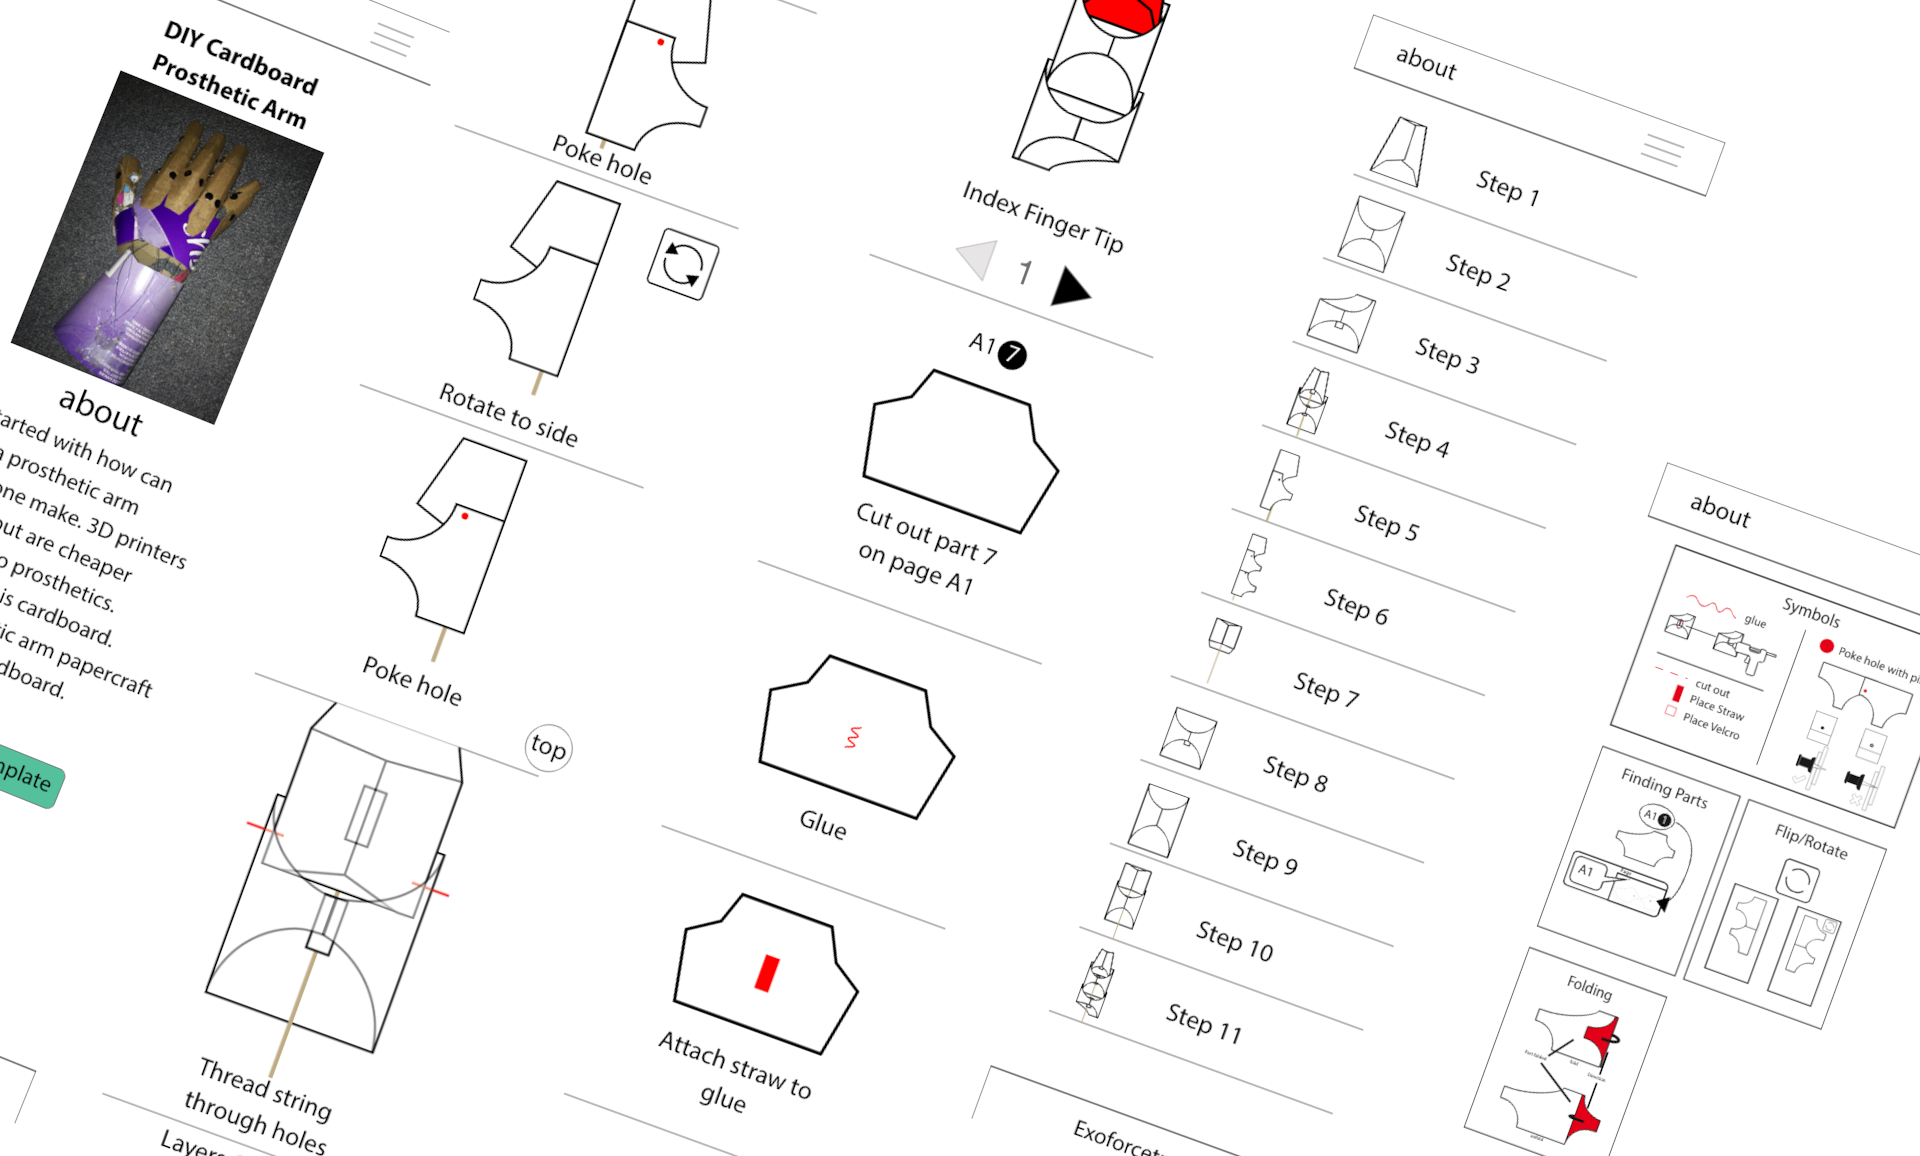 DIY Cardboard
Prosthetic Arm
about
tarted with how can
a prosthetic arm
one make. 3D printers
but are cheaper
o prosthetics.
is cardboard.
tic arm papercraft
dboard.
mplate
Poke hole
Rotate to side
Poke hole
top
Thread string
through holes
Layer
Index Finger Tip
1
A1 7
Cut out part 7
on page A1
Glue
Attach straw to
glue
about
Step 1
Step 2
Step 3
Step 4
Step 5
Step 6
Step 7
Step 8
Step 9
Step 10
Step 11
Exoforce
about
Symbols
glue
cut out
Place Straw
Place Velcro
Poke hole with pi
Finding Parts
A1 1
A1
Flip/Rotate
Folding